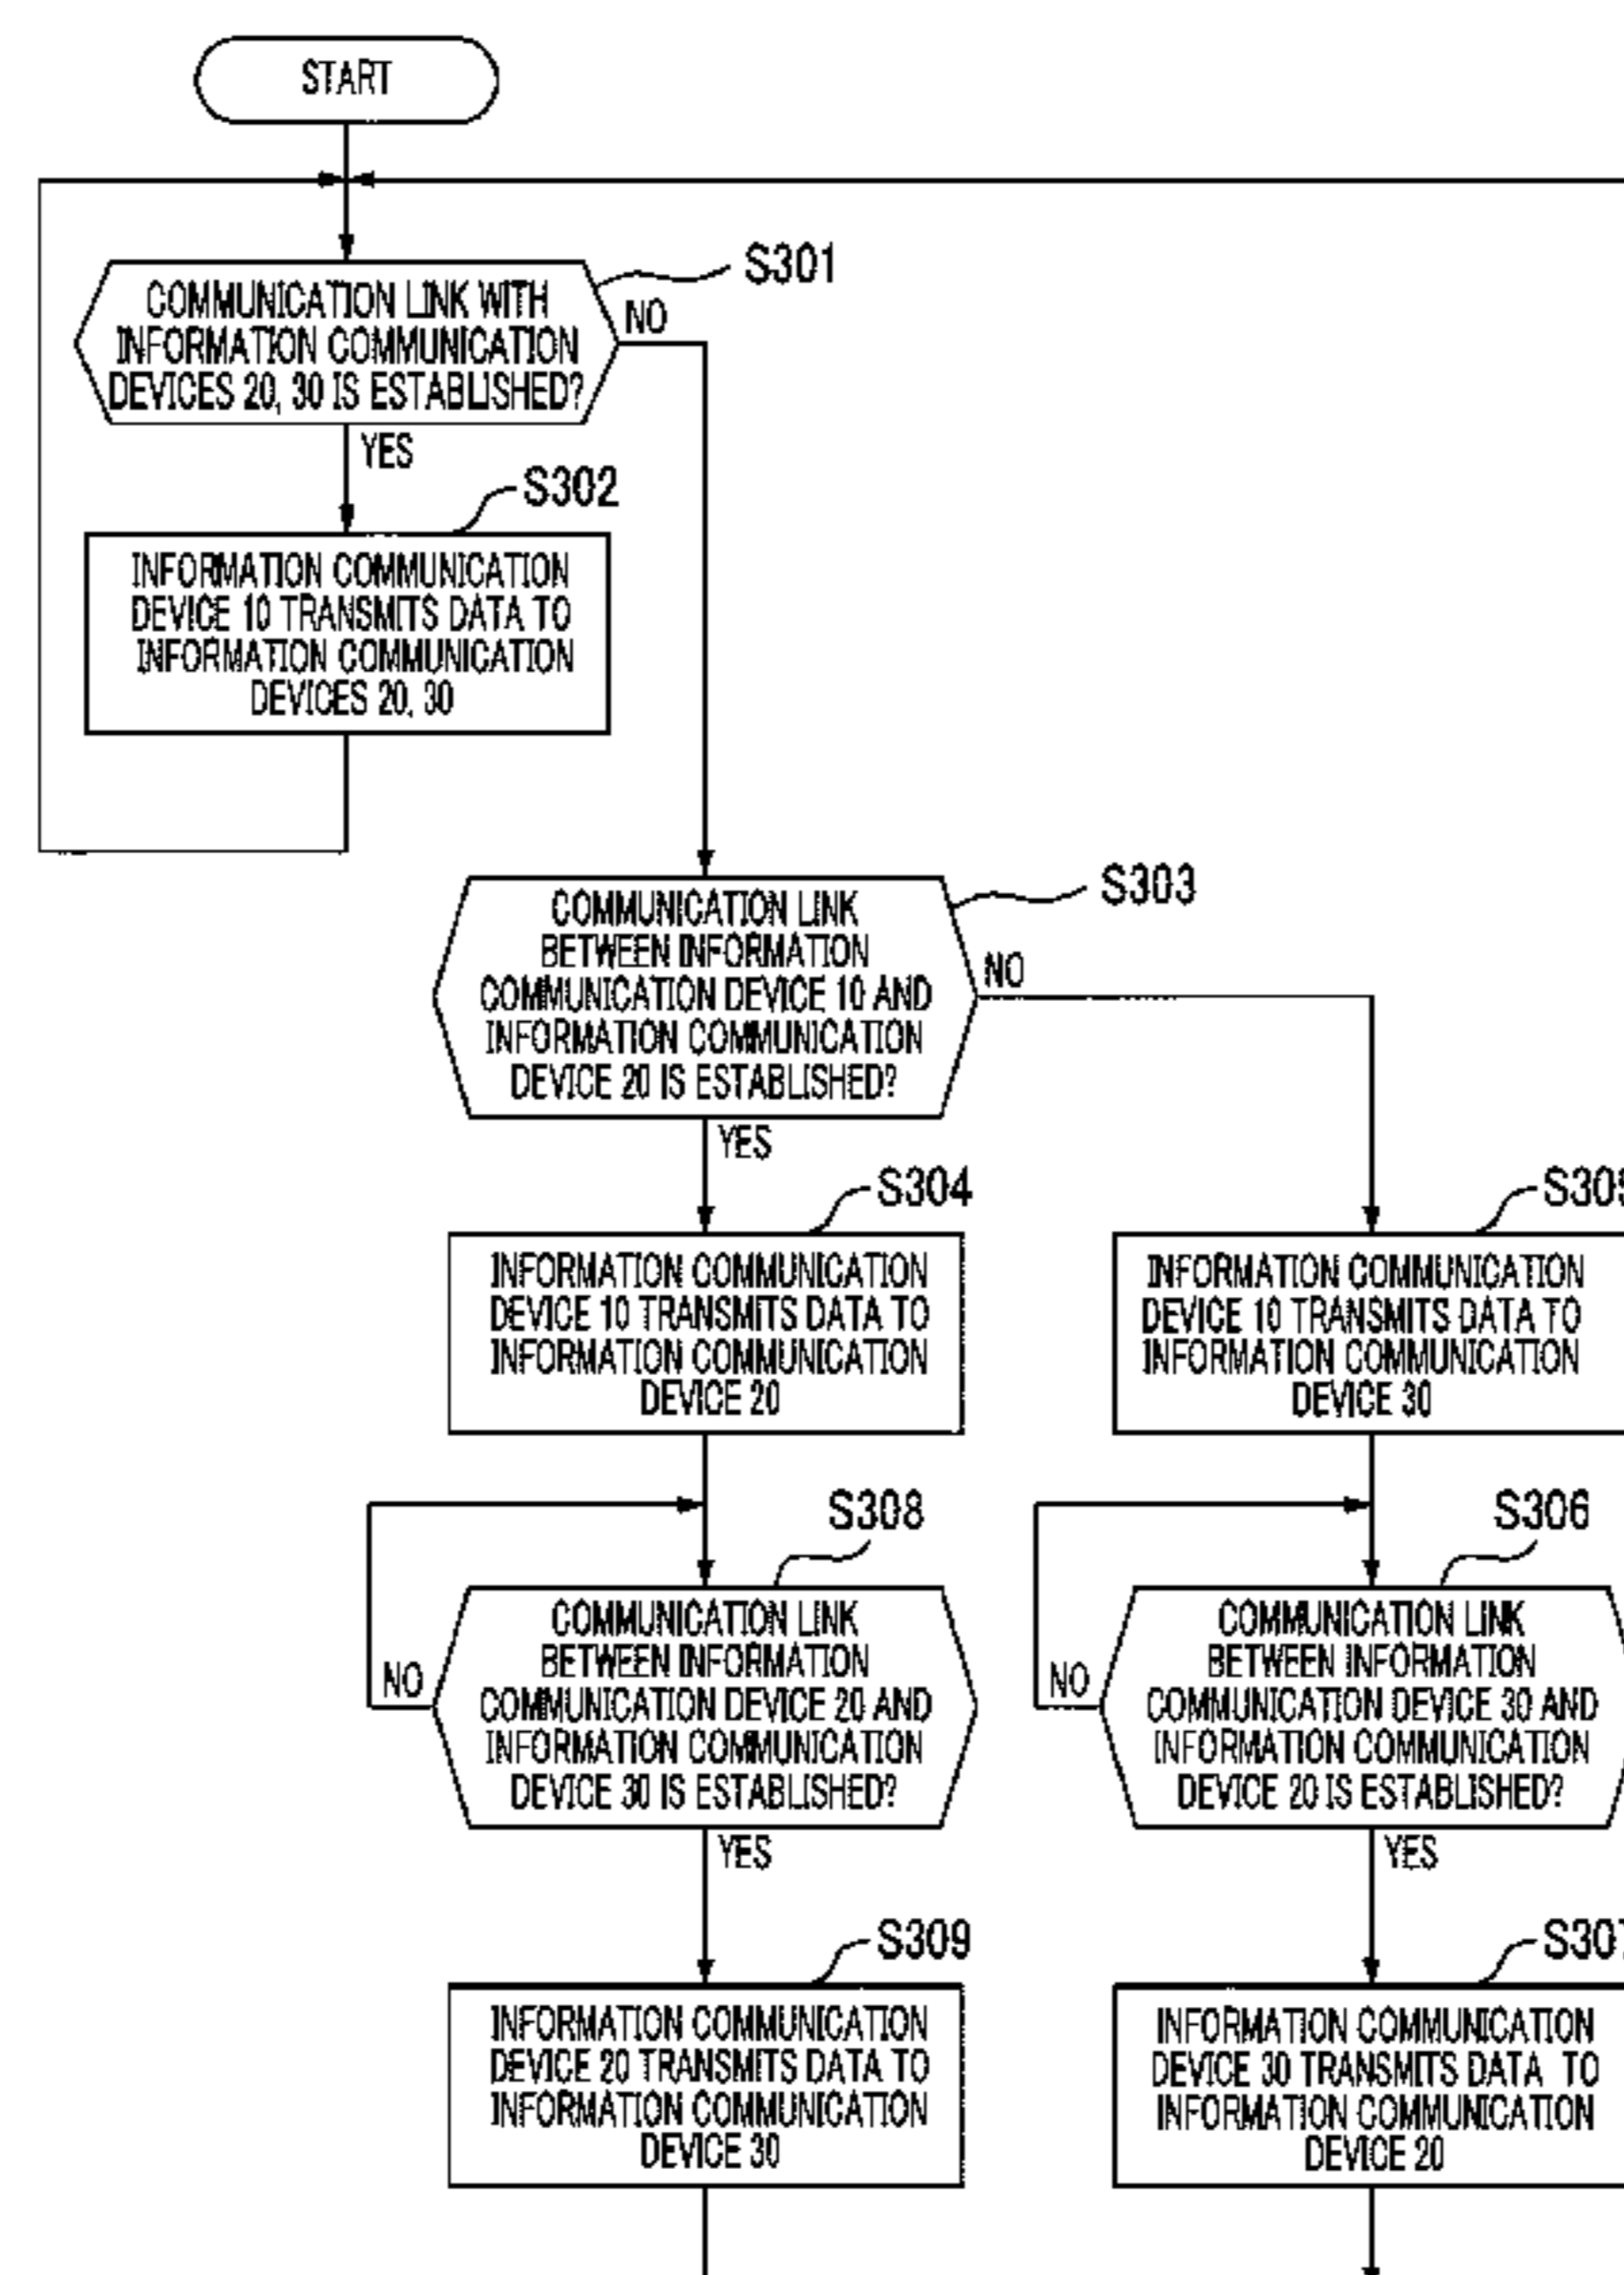 START
S301
COMMUNICATION LINK WITH
INFORMATION COMMUNICATION
DEVICES 20, 30 IS ESTABLISHED?
NO
YES
S302
INFORMATION COMMUNICATION
DEVICE 10 TRANSMITS DATA TO
INFORMATION COMMUNICATION
DEVICES 20, 30
S303
COMMUNICATION LINK
BETWEEN INFORMATION
COMMUNICATION DEVICE 10 AND
INFORMATION COMMUNICATION
DEVICE 20 IS ESTABLISHED?
NO
YES
S304
INFORMATION COMMUNICATION
DEVICE 10 TRANSMITS DATA TO
INFORMATION COMMUNICATION
DEVICE 20
S305
INFORMATION COMMUNICATION
DEVICE 10 TRANSMITS DATA TO
INFORMATION COMMUNICATION
DEVICE 30
S308
COMMUNICATION LINK
BETWEEN INFORMATION
COMMUNICATION DEVICE 20 AND
INFORMATION COMMUNICATION
DEVICE 30 IS ESTABLISHED?
NO
YES
S306
COMMUNICATION LINK
BETWEEN INFORMATION
COMMUNICATION DEVICE 30 AND
INFORMATION COMMUNICATION
DEVICE 20 IS ESTABLISHED?
NO
YES
S309
INFORMATION COMMUNICATION
DEVICE 20 TRANSMITS DATA TO
INFORMATION COMMUNICATION
DEVICE 30
S307
INFORMATION COMMUNICATION
DEVICE 30 TRANSMITS DATA TO
INFORMATION COMMUNICATION
DEVICE 20